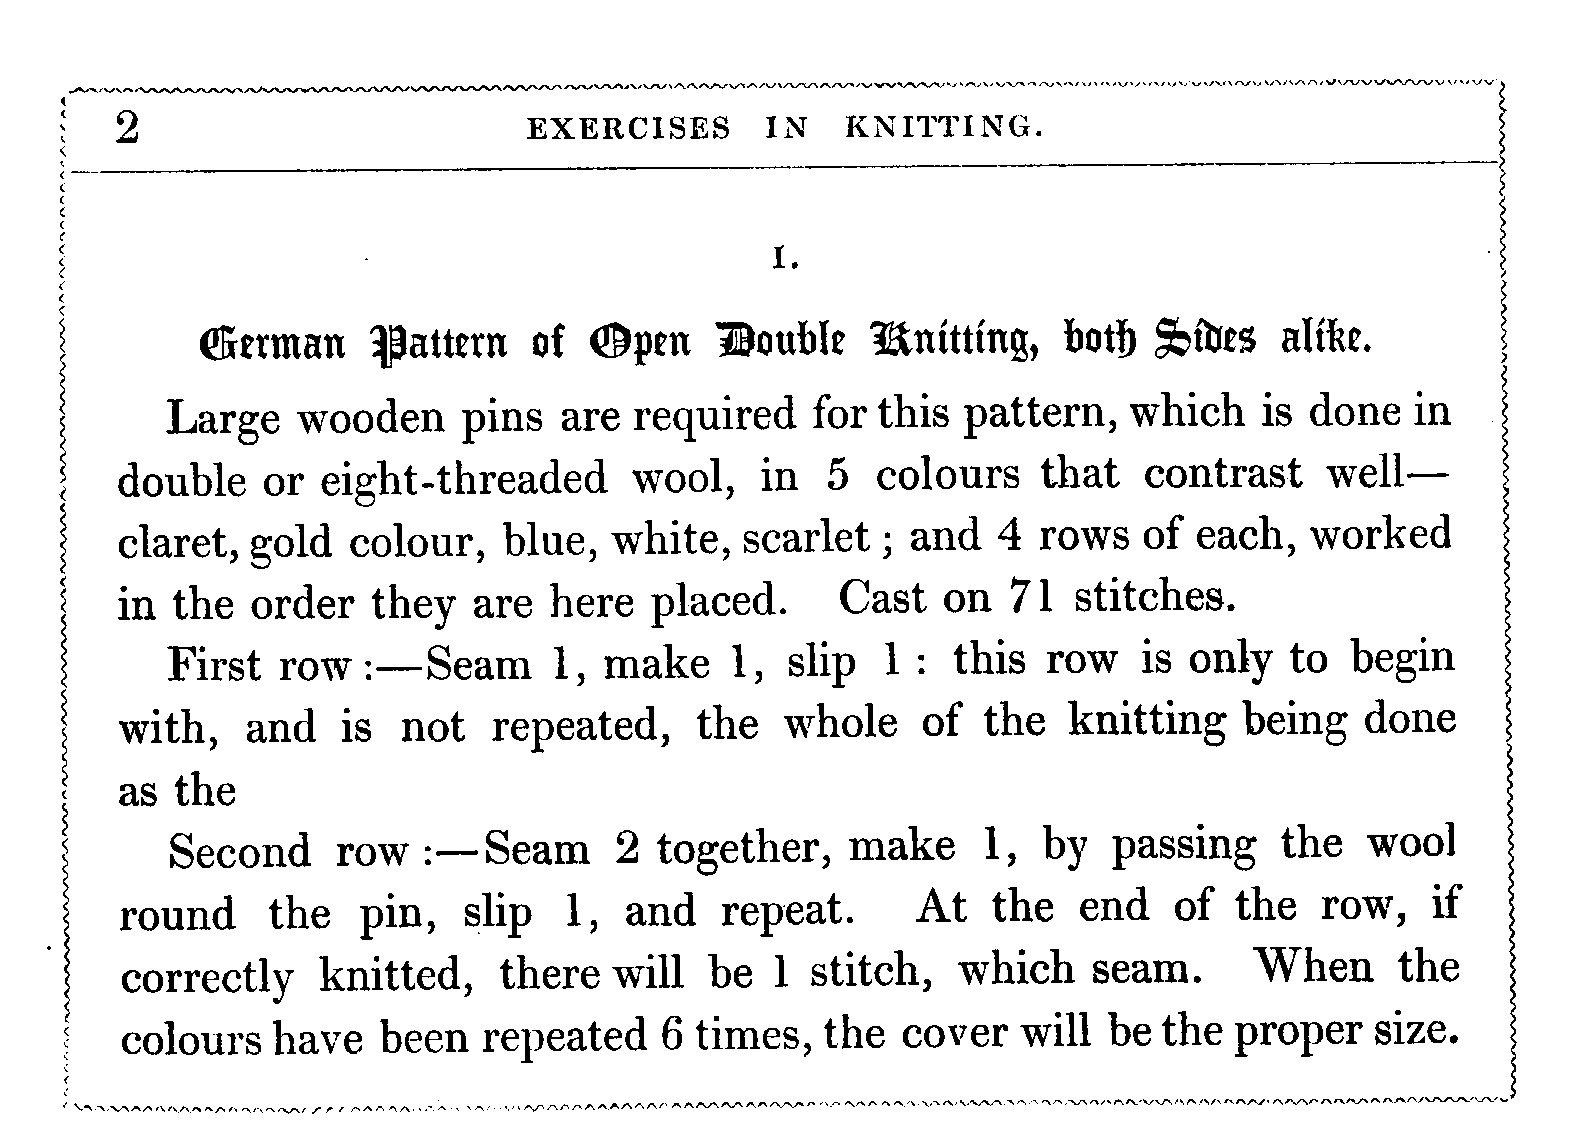 2 EXERCISES IN KNITTING.
I.
German Pattern of Open Double Knitting, both Sides alike.
Large wooden pins are required for this pattern, which is done in
double or eight-threaded wool, in 5 colours that contrast well—
claret, gold colour, blue, white, scarlet ; and 4 rows of each, worked
in the order they are here placed. Cast on 71 stitches.
First row :—Seam 1, make 1, slip 1 : this row is only to begin
with, and is not repeated, the whole of the knitting being done
as the
Second row :—Seam 2 together, make 1, by passing the wool
round the pin, slip 1, and repeat. At the end of the row, if
correctly knitted, there will be 1 stitch, which seam. When the
colours have been repeated 6 times, the cover will be the proper size.